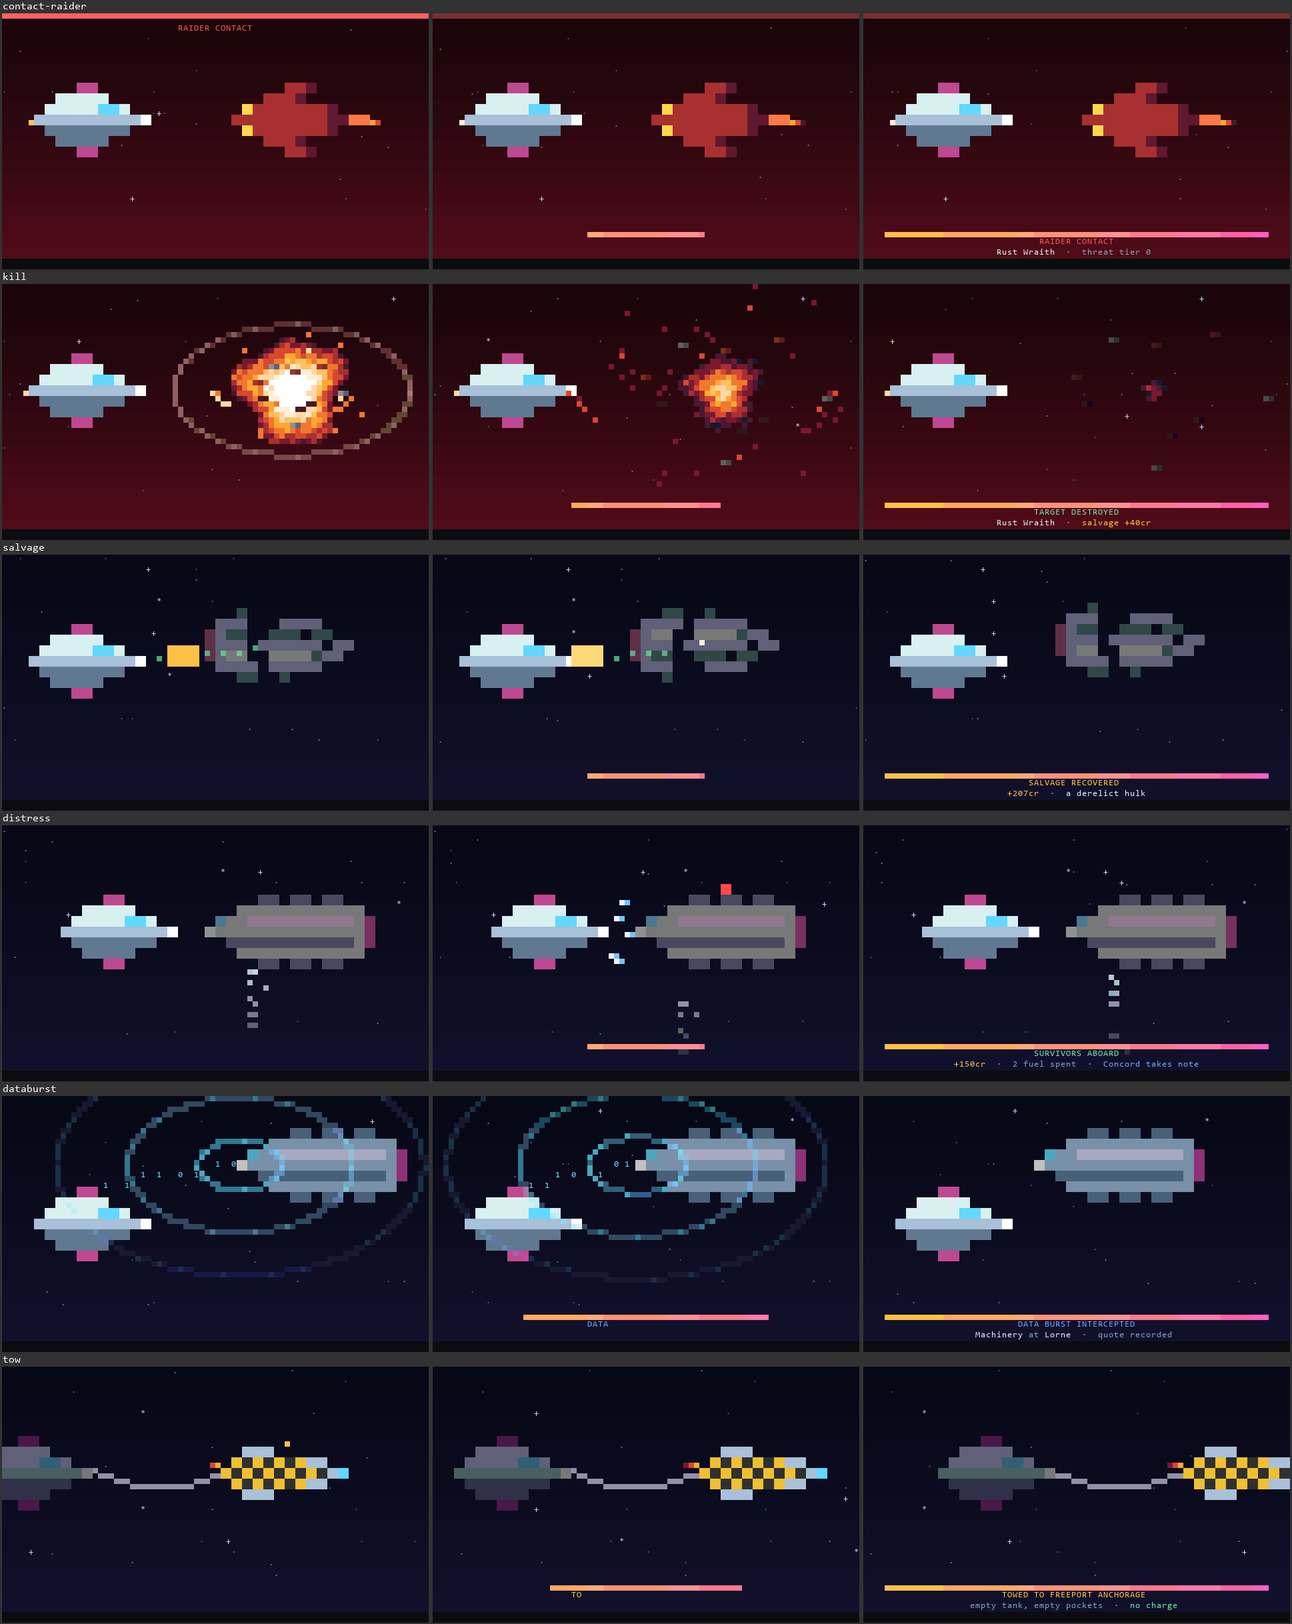 contact-raider
RAIDER CONTACT
RAIDER CONTACT
Rust Wraith · threat tier 0
kill
TARGET DESTROYED
Rust Wraith · salvage +40cr
salvage
SALVAGE RECOVERED
+207cr · a derelict hulk
distress
SURVIVORS ABOARD
+150cr · 2 fuel spent · Concord takes note
databurst
1 0
1 1 0 1
1 1
0 1
1 0 1
1 1
DATA
DATA BURST INTERCEPTED
Machinery at Lorne · quote recorded
tow
TO
TOWED TO FREEPORT ANCHORAGE
empty tank, empty pockets · no charge